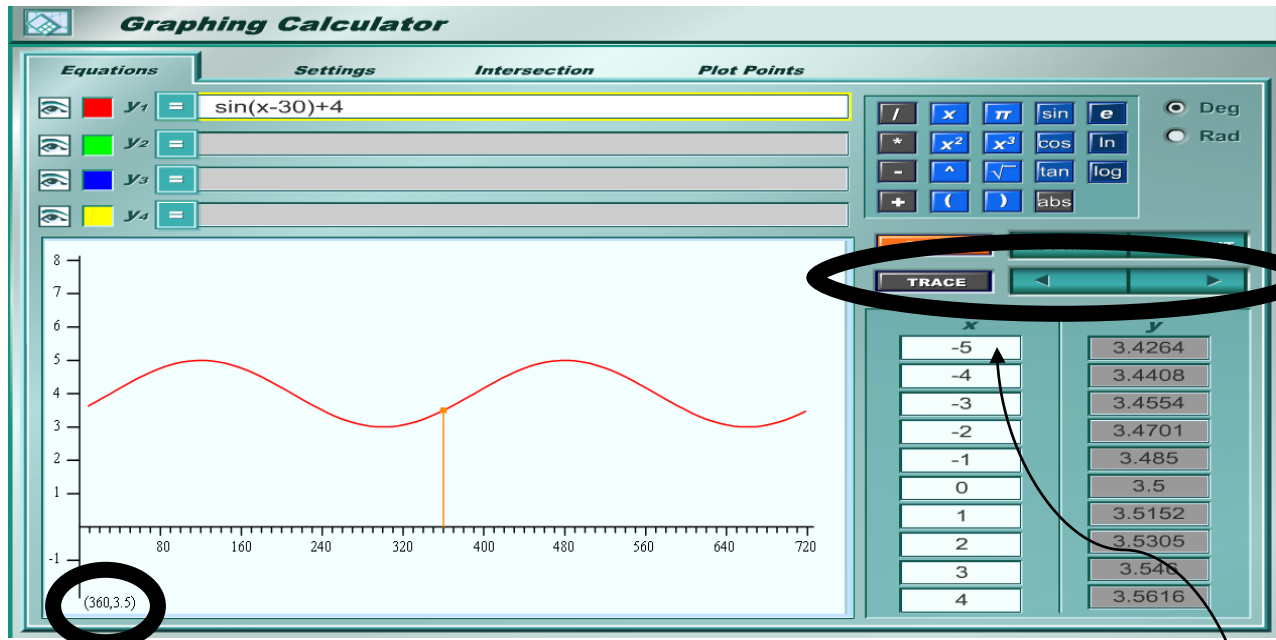 Graphing Calculator
Equations Settings Intersection Plot Points
y1 = sin(x-30)+4
y2 =
y3 =
y4 =
/ x π sin e
* x² x³ cos ln
- ^ √ tan log
+ ( ) abs
Deg
Rad
TRACE ◄ ►
x y
-5 3.4264
-4 3.4408
-3 3.4554
-2 3.4701
-1 3.485
0 3.5
1 3.5152
2 3.5305
3 3.546
4 3.5616
8
7
6
5
4
3
2
1
80 160 240 320 400 480 560 640 720
-1
(360,3.5)